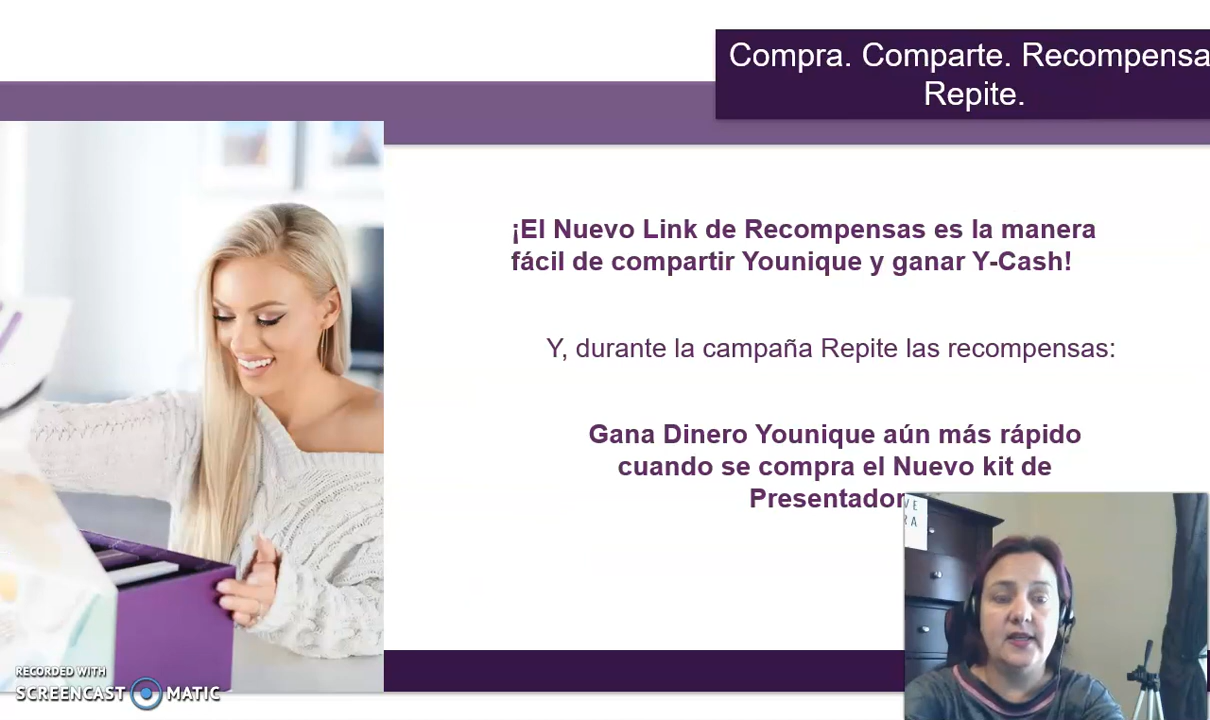 Compra. Comparte. Recompensa
Repite.
¡El Nuevo Link de Recompensas es la manera
fácil de compartir Younique y ganar Y-Cash!
Y, durante la campaña Repite las recompensas:
Gana Dinero Younique aún más rápido
cuando se compra el Nuevo kit de
Presentador
VE
RA
RECORDED WITH
SCREENCAST MATIC